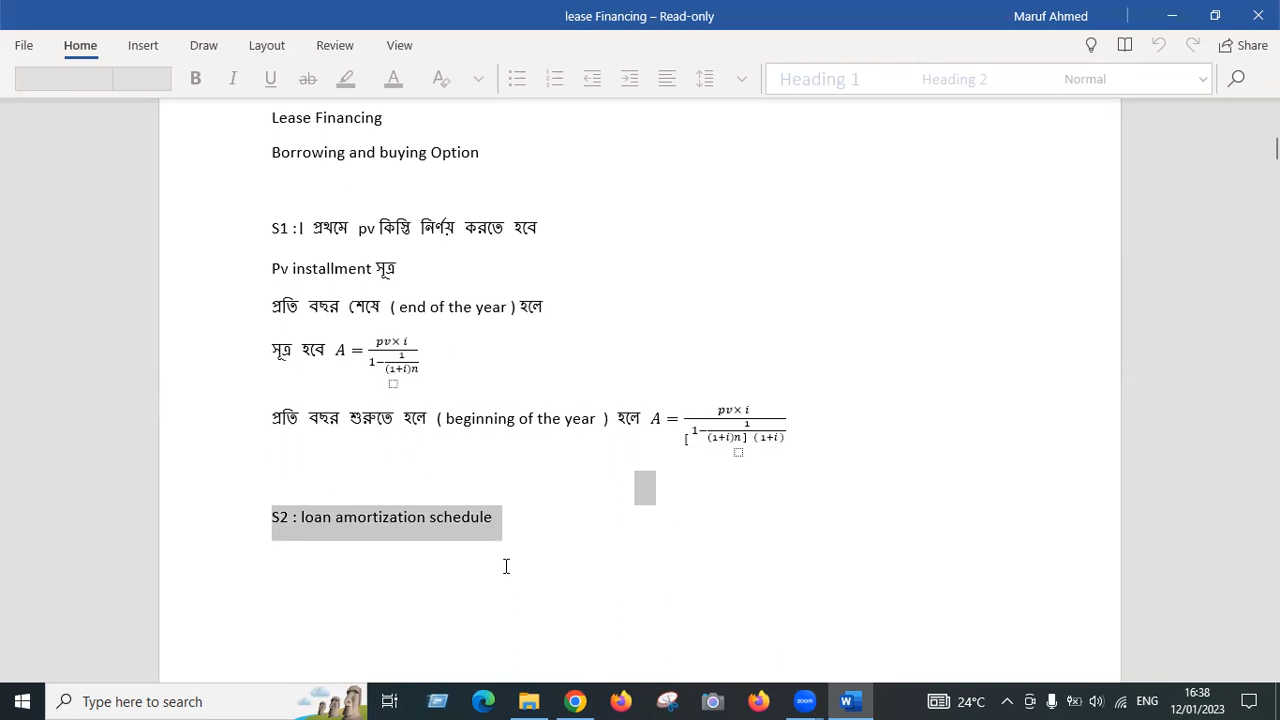 lease Financing – Read-only
Maruf Ahmed
File Home Insert Draw Layout Review View
Share
B I U ab A
Heading 1 Heading 2 Normal
Lease Financing
Borrowing and buying Option
S1 :। প্রথমে pv কিস্তি নির্ণয় করতে হবে
Pv installment সূত্র
প্রতি বছর শেষে ( end of the year ) হলে
সূত্র হবে A = pv× i / 1− 1/(1+i)n
প্রতি বছর শুরুতে হলে ( beginning of the year ) হলে A = pv× i / [ 1− 1/(1+i)n] (1+i)
S2 : loan amortization schedule
Type here to search
zoom
W
24°C
ENG
16:38
12/01/2023